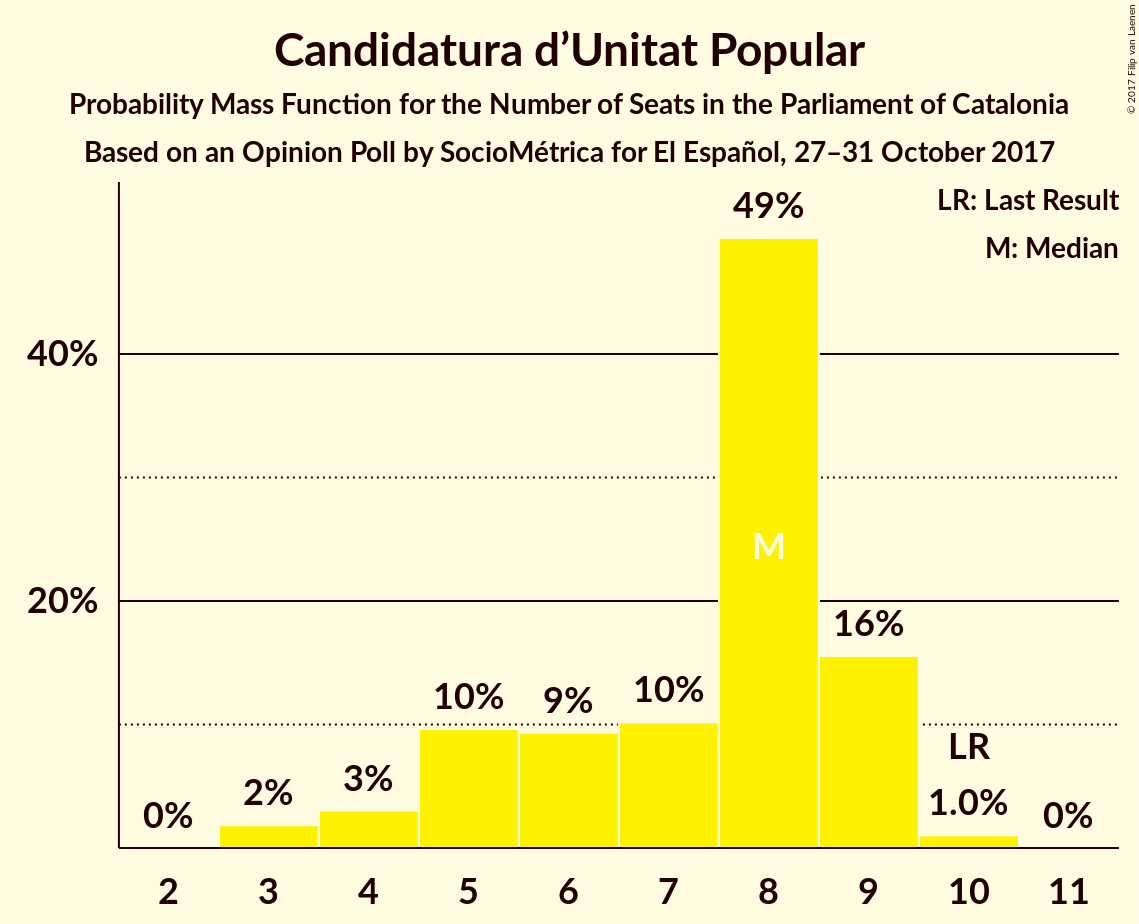 Candidatura d’Unitat Popular
Probability Mass Function for the Number of Seats in the Parliament of Catalonia
Based on an Opinion Poll by SocioMétrica for El Español, 27–31 October 2017
© 2017 Filip van Laenen
LR: Last Result
M: Median
40%
20%
0%
2%
3%
10%
9%
10%
49%
M
16%
LR
1.0%
0%
2 3 4 5 6 7 8 9 10 11